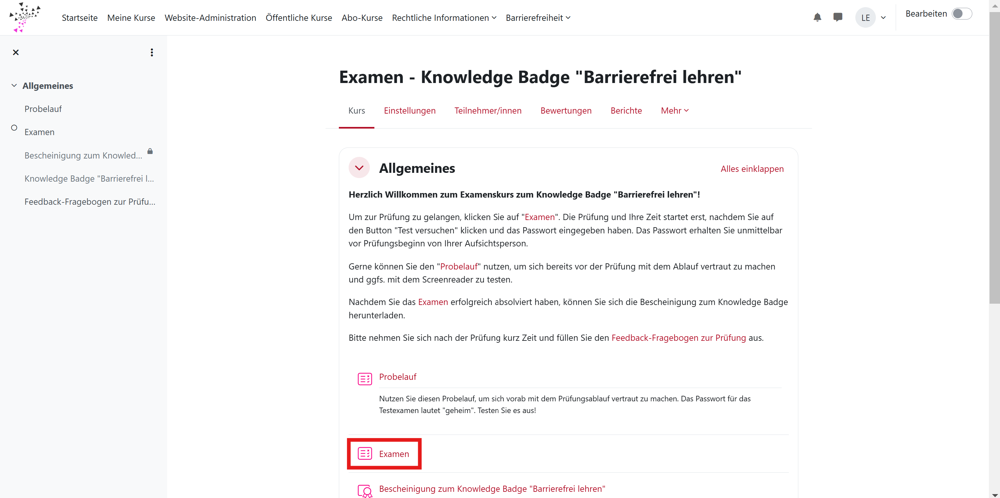 Startseite Meine Kurse Website-Administration Öffentliche Kurse Abo-Kurse Rechtliche Informationen Barrierefreiheit LE Bearbeiten
Allgemeines
Probelauf
Examen
Bescheinigung zum Knowled...
Knowledge Badge "Barrierefrei l...
Feedback-Fragebogen zur Prüfu...
Examen - Knowledge Badge "Barrierefrei lehren"
Kurs Einstellungen Teilnehmer/innen Bewertungen Berichte Mehr
Allgemeines Alles einklappen
Herzlich Willkommen zum Examenskurs zum Knowledge Badge "Barrierefrei lehren"!
Um zur Prüfung zu gelangen, klicken Sie auf "Examen". Die Prüfung und Ihre Zeit startet erst, nachdem Sie auf
den Button "Test versuchen" klicken und das Passwort eingegeben haben. Das Passwort erhalten Sie unmittelbar
vor Prüfungsbeginn von Ihrer Aufsichtsperson.
Gerne können Sie den "Probelauf" nutzen, um sich bereits vor der Prüfung mit dem Ablauf vertraut zu machen
und ggfs. mit dem Screenreader zu testen.
Nachdem Sie das Examen erfolgreich absolviert haben, können Sie sich die Bescheinigung zum Knowledge Badge
herunterladen.
Bitte nehmen Sie sich nach der Prüfung kurz Zeit und füllen Sie den Feedback-Fragebogen zur Prüfung aus.
Probelauf
Nutzen Sie diesen Probelauf, um sich vorab mit dem Prüfungsablauf vertraut zu machen. Das Passwort für das
Testexamen lautet "geheim". Testen Sie es aus!
Examen
Bescheinigung zum Knowledge Badge "Barrierefrei lehren"